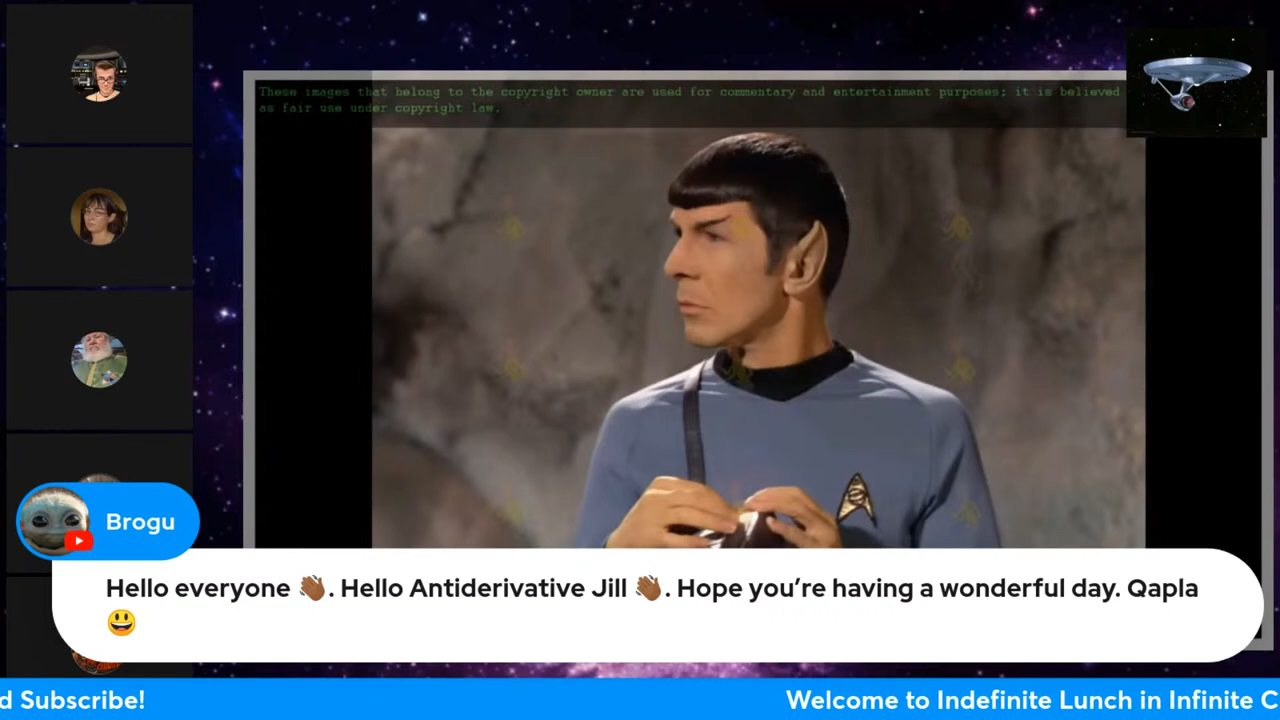 These images that belong to the copyright owner are used for commentary and entertainment purposes; it is believed
as fair use under copyright law.
Brogu
Hello everyone 👋🏾. Hello Antiderivative Jill 👋🏾. Hope you’re having a wonderful day. Qapla
😃
d Subscribe!
Welcome to Indefinite Lunch in Infinite C